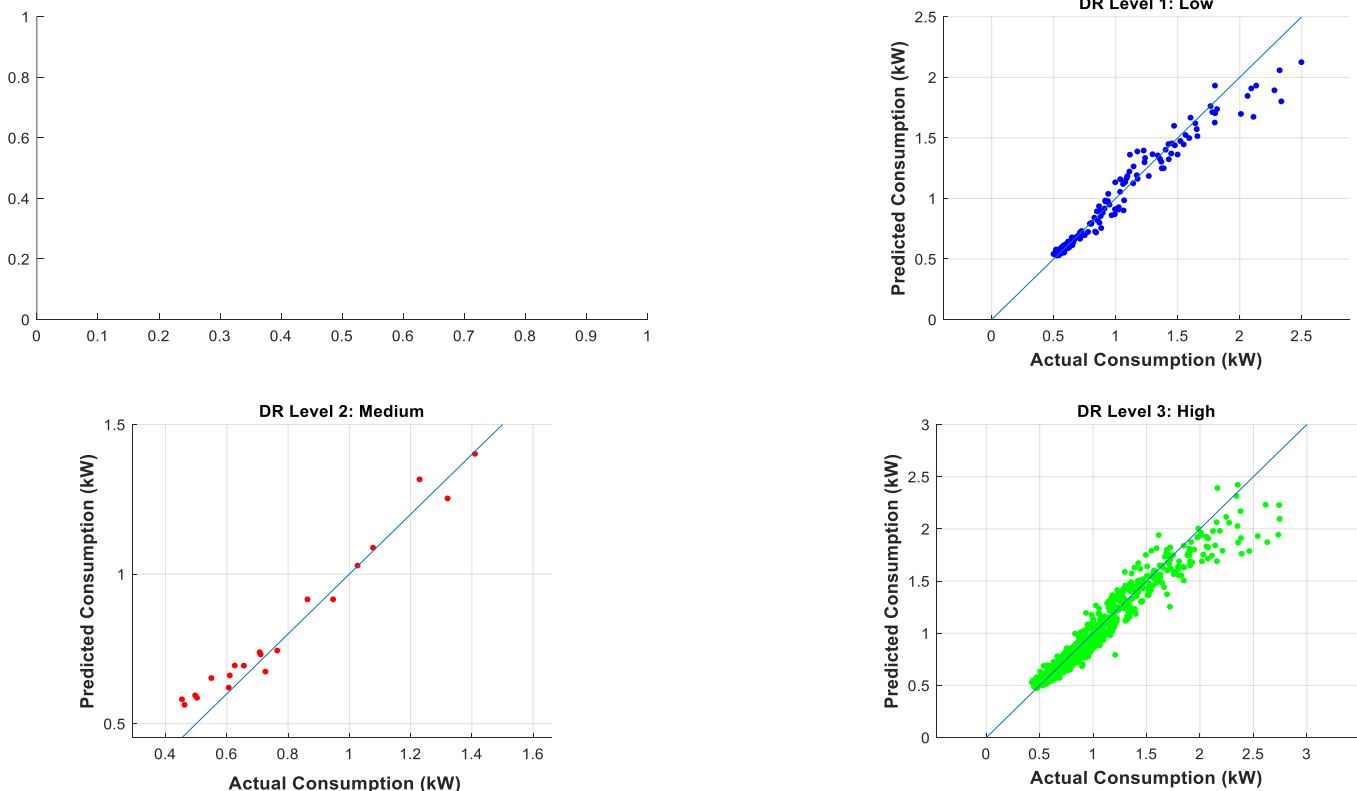 1
0.8
0.6
0.4
0.2
0
0 0.1 0.2 0.3 0.4 0.5 0.6 0.7 0.8 0.9 1
DR Level 1: Low
Predicted Consumption (kW)
2.5
2
1.5
1
0.5
0
0 0.5 1 1.5 2 2.5
Actual Consumption (kW)
DR Level 2: Medium
Predicted Consumption (kW)
1.5
1
0.5
0.4 0.6 0.8 1 1.2 1.4 1.6
Actual Consumption (kW)
DR Level 3: High
Predicted Consumption (kW)
3
2.5
2
1.5
1
0.5
0
0 0.5 1 1.5 2 2.5 3
Actual Consumption (kW)